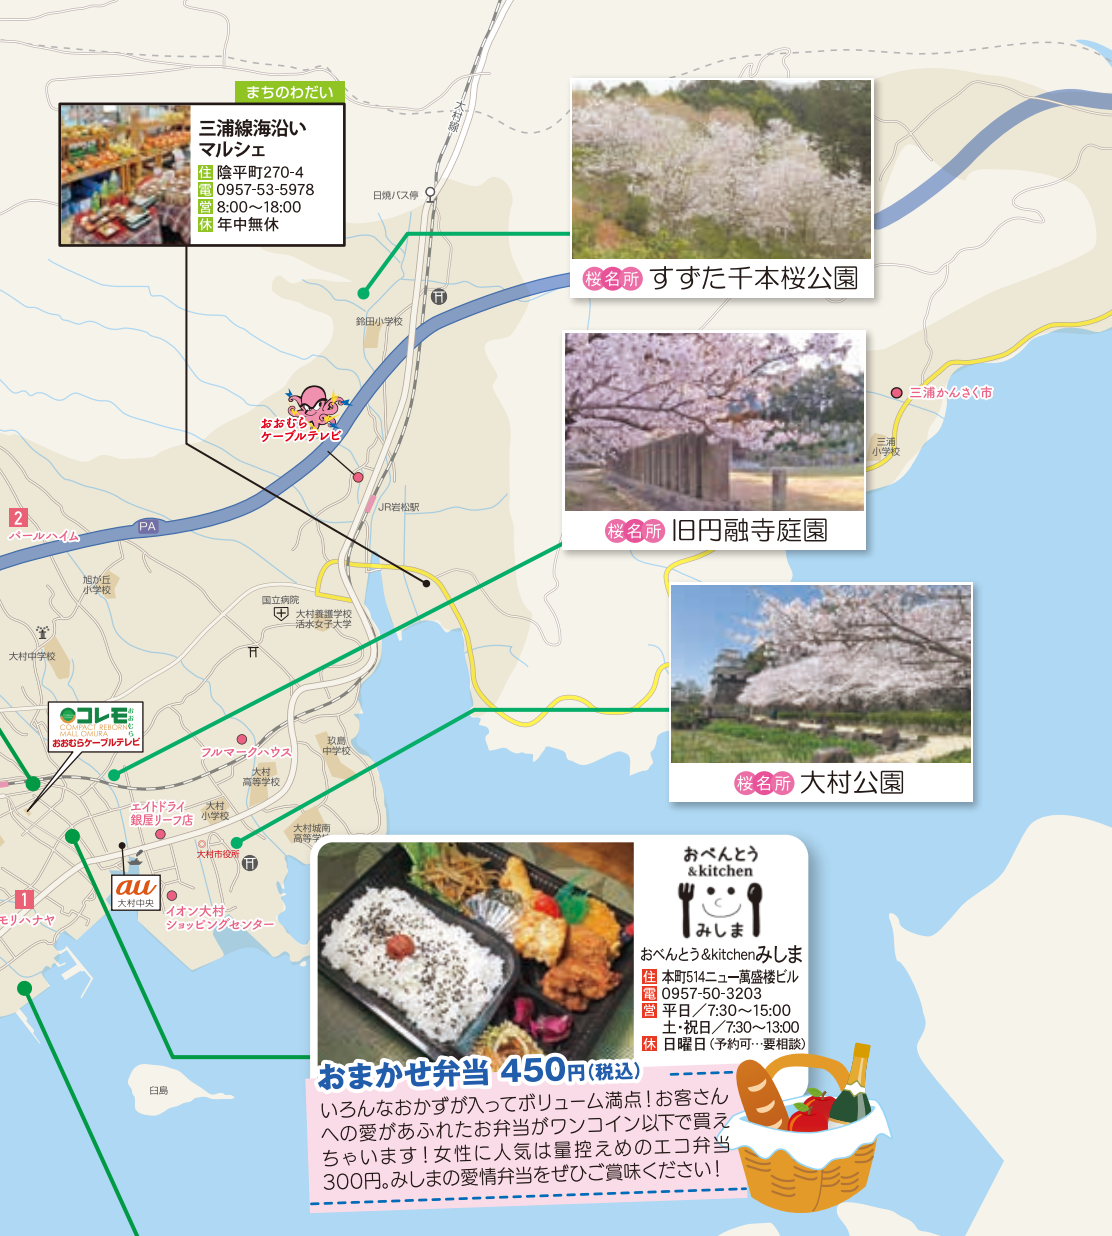 まちのわだい
三浦線海沿い
マルシェ
住 陰平町270-4
電 0957-53-5978
営 8:00〜18:00
休 年中無休
大村線
日焼バス停
桜名所 すずた千本桜公園
鈴田小学校
おおむら
ケーブルテレビ
三浦かんさく市
三浦
小学校
JR岩松駅
2
パールハイム
PA
桜名所 旧円融寺庭園
旭が丘
小学校
国立病院
大村養護学校
活水女子大学
大村中学校
コレモ おおむら
COMPACT REBORN
MALL OMURA
おおむらケーブルテレビ
フルマークハウス
玖島
中学校
大村
高等学校
桜名所 大村公園
エイドドライ
銀屋リーフ店
大村
小学校
大村城南
高等学校
大村市役所
au
大村中央
1
モリハナヤ
イオン大村
ショッピングセンター
臼島
おべんとう
&kitchen
みしま
おべんとう&kitchenみしま
住 本町514ニュー萬盛楼ビル
電 0957-50-3203
営 平日／7:30〜15:00
土・祝日／7:30〜13:00
休 日曜日(予約可…要相談)
おまかせ弁当 450円(税込)
いろんなおかずが入ってボリューム満点！お客さん
への愛があふれたお弁当がワンコイン以下で買え
ちゃいます！女性に人気は量控えめのエコ弁当
300円。みしまの愛情弁当をぜひご賞味ください！